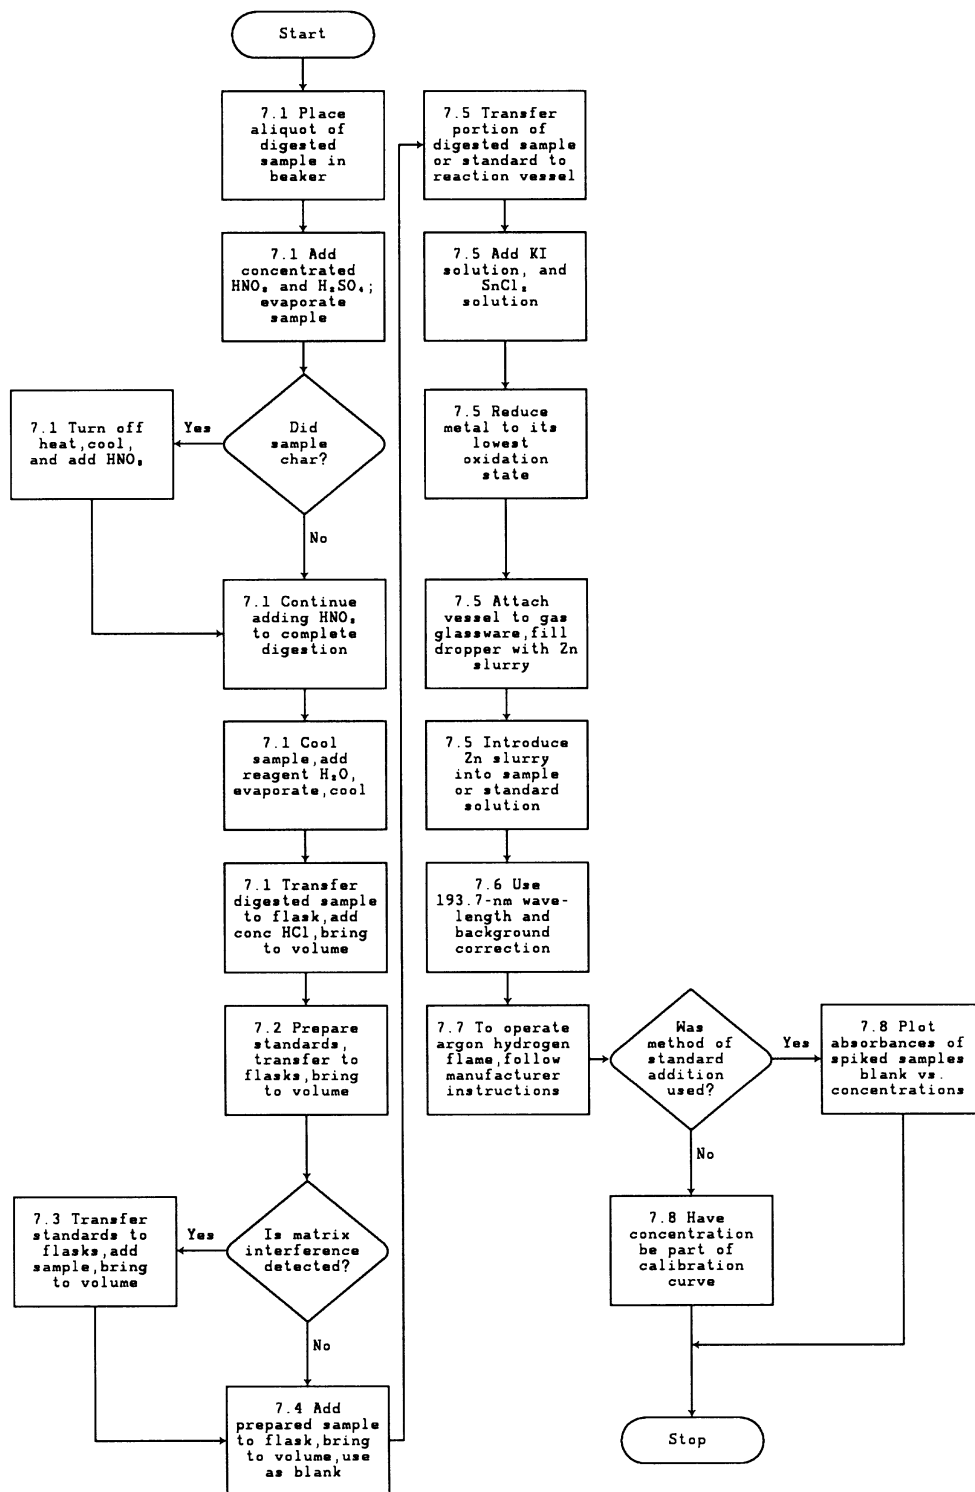 Start
7.1 Place
aliquot of
digested
sample in
beaker
7.1 Add
concentrated
HNO₃ and H₂SO₄;
evaporate
sample
Did
sample
char?
Yes
7.1 Turn off
heat,cool,
and add HNO₃
No
7.1 Continue
adding HNO₃
to complete
digestion
7.1 Cool
sample,add
reagent H₂O,
evaporate,cool
7.1 Transfer
digested sample
to flask,add
conc HCl,bring
to volume
7.2 Prepare
standards,
transfer to
flasks,bring
to volume
Is matrix
interference
detected?
Yes
7.3 Transfer
standards to
flasks,add
sample,bring
to volume
No
7.4 Add
prepared sample
to flask,bring
to volume,use
as blank
7.5 Transfer
portion of
digested sample
or standard to
reaction vessel
7.5 Add KI
solution, and
SnCl₂
solution
7.5 Reduce
metal to its
lowest
oxidation
state
7.5 Attach
vessel to gas
glassware,fill
dropper with Zn
slurry
7.5 Introduce
Zn slurry
into sample
or standard
solution
7.6 Use
193.7-nm wave-
length and
background
correction
7.7 To operate
argon hydrogen
flame,follow
manufacturer
instructions
Was
method of
standard
addition
used?
Yes
7.8 Plot
absorbances of
spiked samples
blank vs.
concentrations
No
7.8 Have
concentration
be part of
calibration
curve
Stop